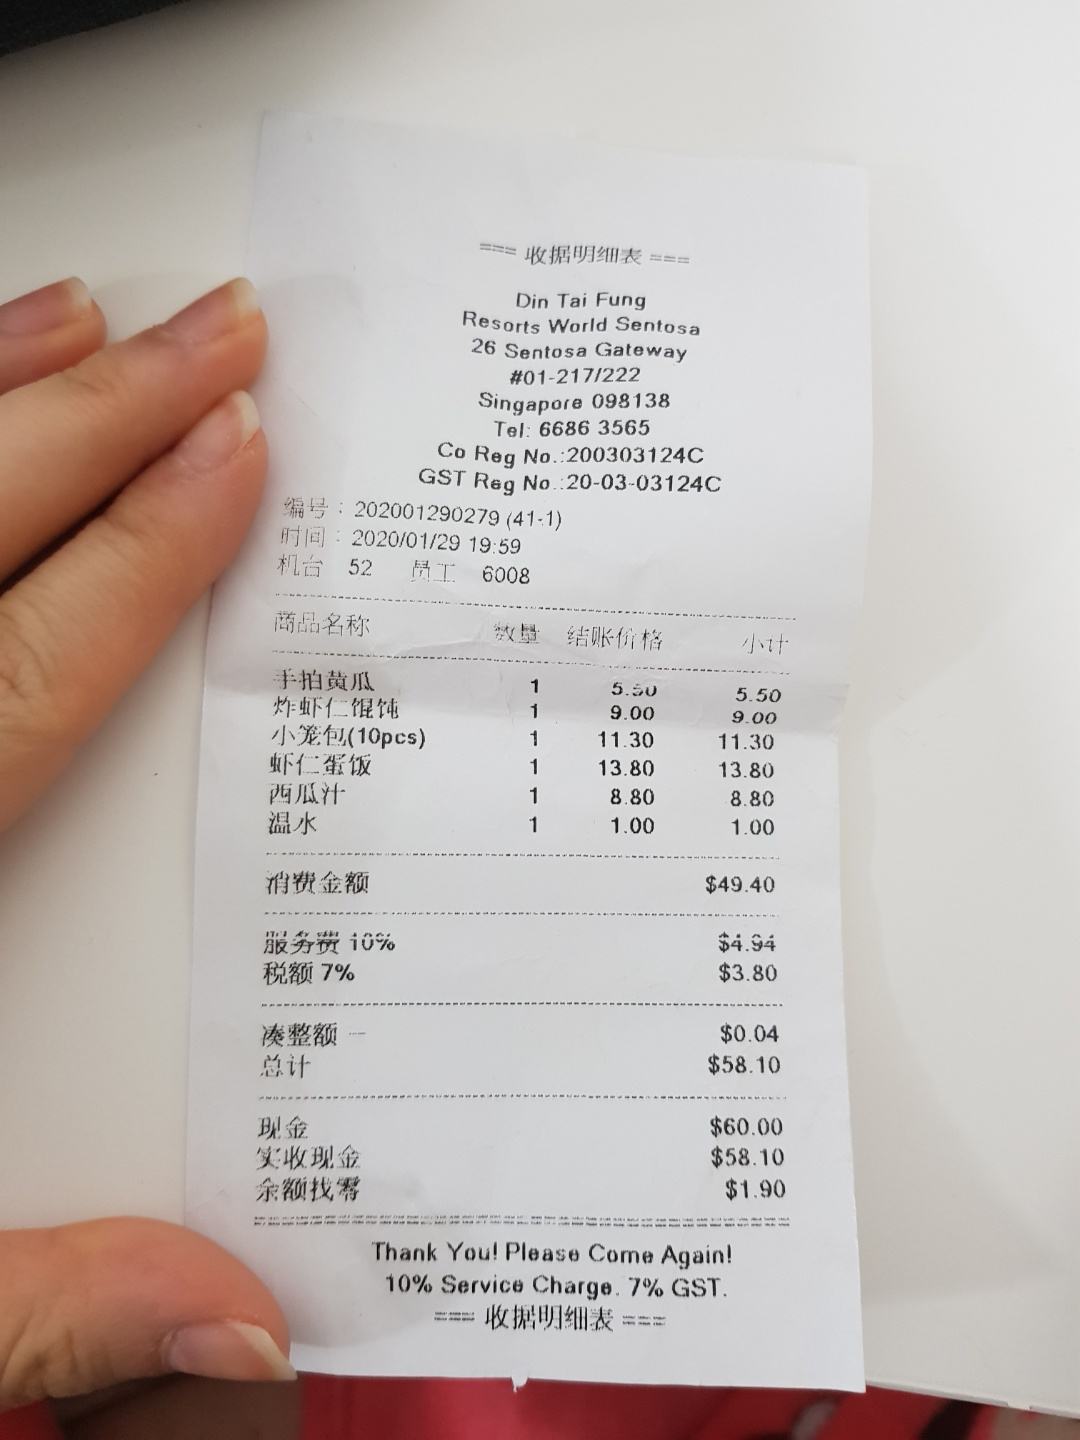 === 收据明细表 ===
Din Tai Fung
Resorts World Sentosa
26 Sentosa Gateway
#01-217/222
Singapore 098138
Tel: 6686 3565
Co Reg No.:200303124C
GST Reg No.:20-03-03124C
编号：202001290279 (41-1)
时间：2020/01/29 19:59
机台 52 员工 6008
商品名称 数量 结账价格 小计
手拍黄瓜 1 5.50 5.50
炸虾仁馄饨 1 9.00 9.00
小笼包(10pcs) 1 11.30 11.30
虾仁蛋饭 1 13.80 13.80
西瓜汁 1 8.80 8.80
温水 1 1.00 1.00
消费金额 $49.40
服务费 10% $4.94
税额 7% $3.80
凑整额 一 $0.04
总计 $58.10
现金 $60.00
实收现金 $58.10
余额找零 $1.90
Thank You! Please Come Again!
10% Service Charge. 7% GST.
=== 收据明细表 ===